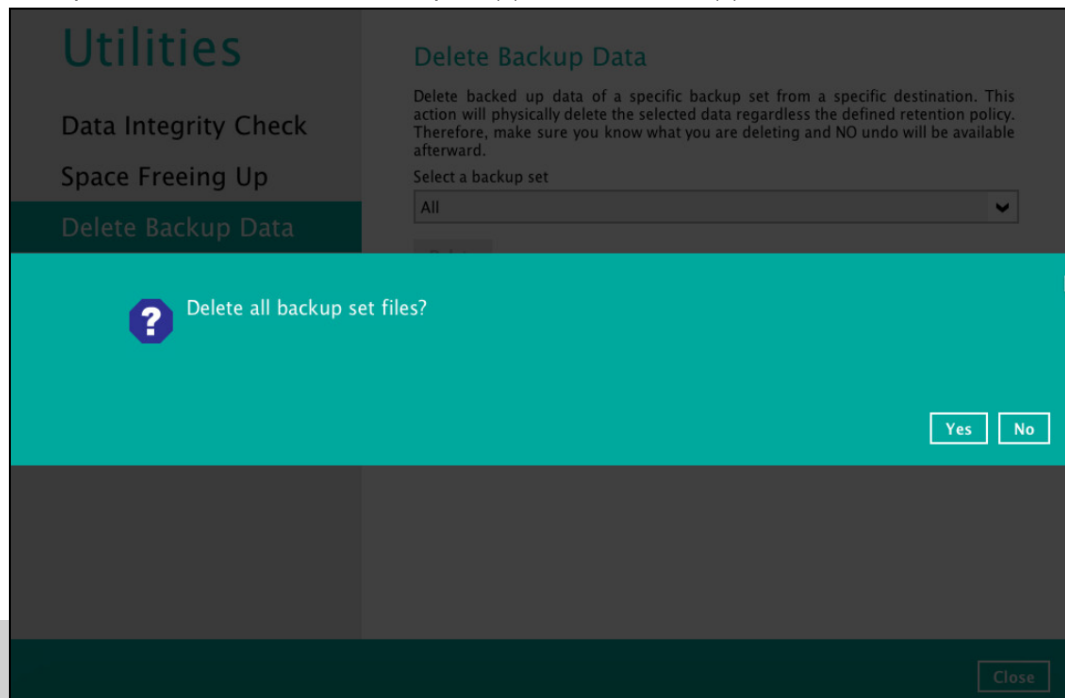 Utilities
Data Integrity Check
Space Freeing Up
Delete Backup Data
Delete Backup Data
Delete backed up data of a specific backup set from a specific destination. This
action will physically delete the selected data regardless the defined retention policy.
Therefore, make sure you know what you are deleting and NO undo will be available
afterward.
Select a backup set
All
?
Delete all backup set files?
Yes
No
Close